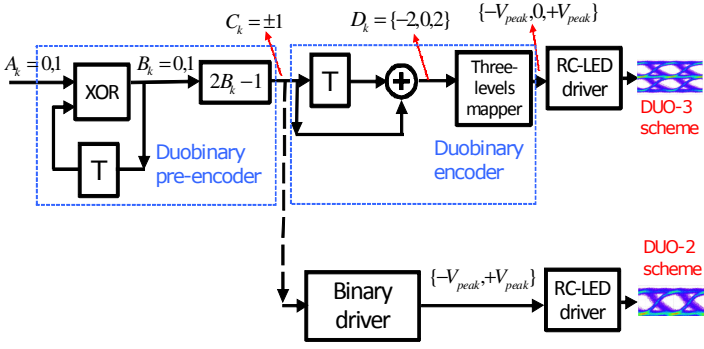 C_k = ±1
D_k = {−2,0,2}
{−V_peak,0,+V_peak}
A_k = 0,1
B_k = 0,1
XOR
2B_k − 1
T
Three-
levels
mapper
RC-LED
driver
DUO-3
scheme
T
Duobinary
pre-encoder
Duobinary
encoder
DUO-2
scheme
Binary
driver
{−V_peak,+V_peak}
RC-LED
driver